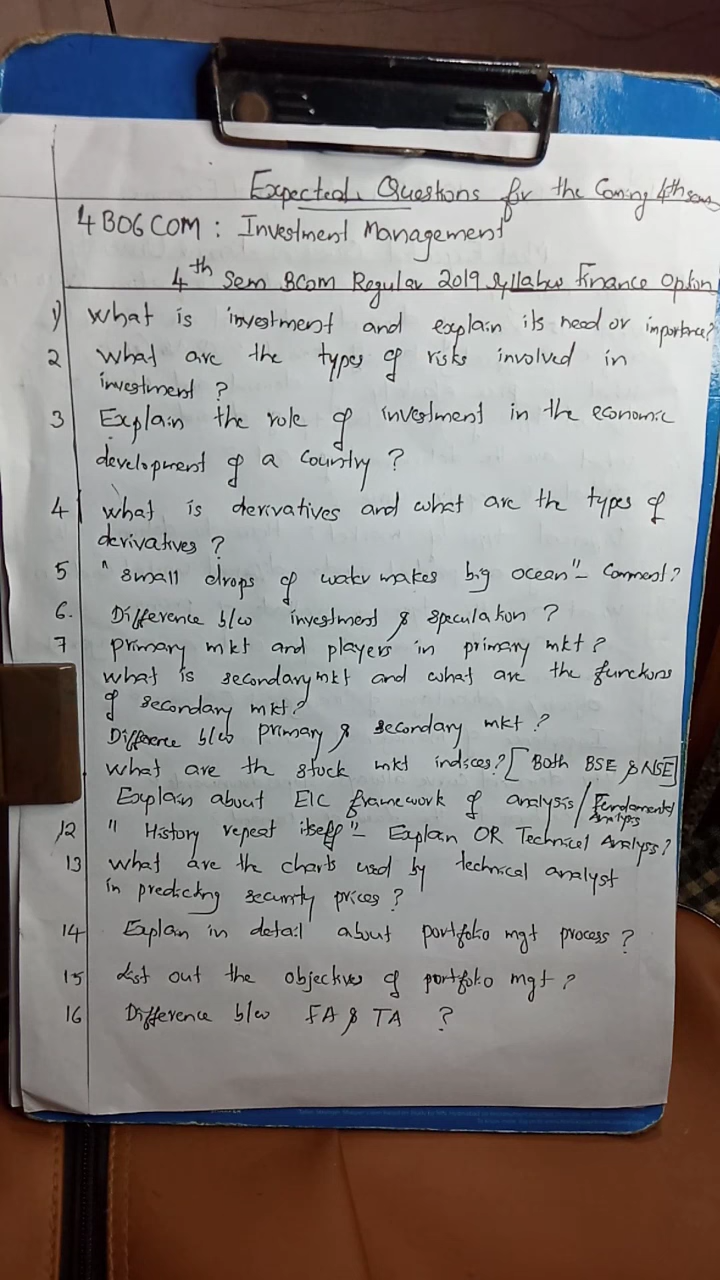 Expected Questions for the Coming 4th sem
4 BOG COM : Investment Management
4th Sem BCom Regular 2019 Syllabus Finance Option
1) What is investment and explain its need or importance?
2 What are the types of risks involved in
investment ?
3 Explain the role of investment in the economic
development of a country ?
4 What is derivatives and what are the types of
derivatives ?
5 "Small drops of water makes big ocean" - Comment?
6. Difference b/w investment & speculation ?
7 primary mkt and players in primary mkt ?
what is secondary mkt and what are the functions
of secondary mkt?
Difference b/w primary & secondary mkt ?
What are the stock mkt indices? [Both BSE & NSE]
Explain about EIC framework of analysis / Fundamental
Analysis
12 "History repeat itself" - Explain OR Technical Analysis?
13 What are the charts used by technical analyst
in predicting security prices ?
14 Explain in detail about portfolio mgt process ?
15 List out the objectives of portfolio mgt ?
16 Difference b/w FA & TA ?